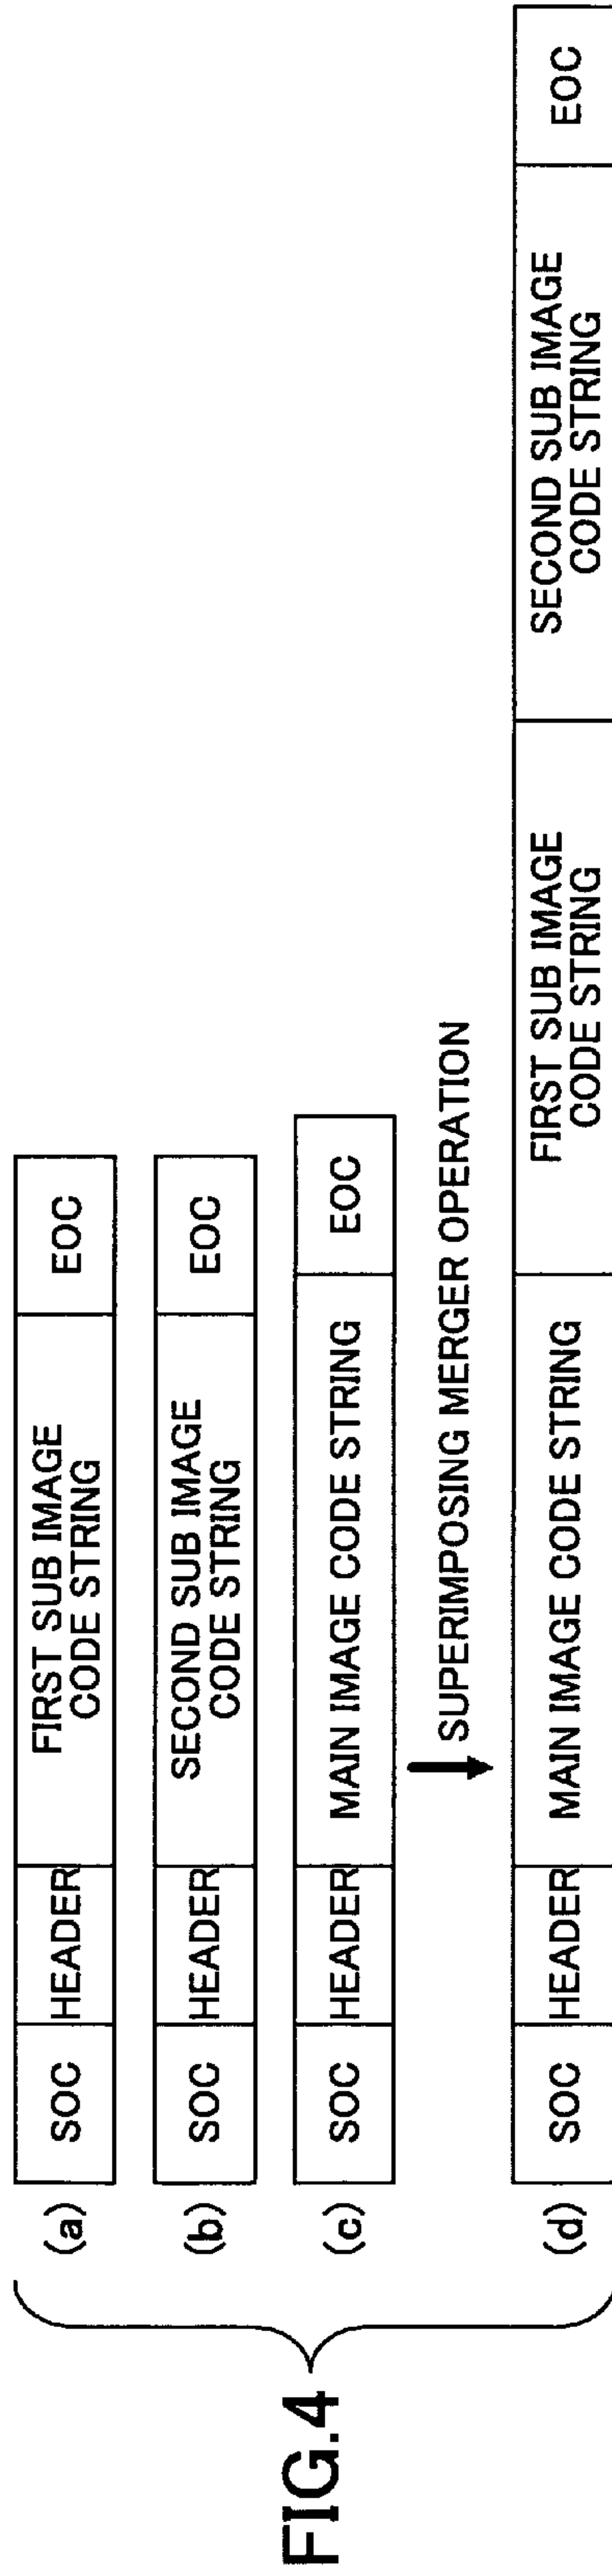 FIG.4
(a)
SOC
HEADER
FIRST SUB IMAGE
CODE STRING
EOC
(b)
SOC
HEADER
SECOND SUB IMAGE
CODE STRING
EOC
(c)
SOC
HEADER
MAIN IMAGE CODE STRING
EOC
SUPERIMPOSING MERGER OPERATION
(d)
SOC
HEADER
MAIN IMAGE CODE STRING
FIRST SUB IMAGE
CODE STRING
SECOND SUB IMAGE
CODE STRING
EOC